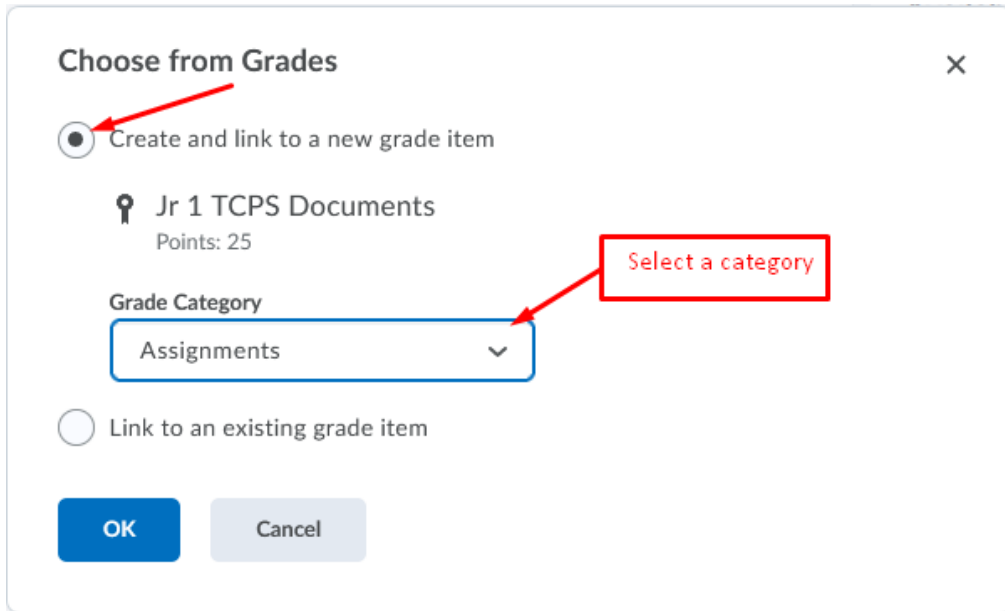 Choose from Grades
Create and link to a new grade item
Jr 1 TCPS Documents
Points: 25
Select a category
Grade Category
Assignments
Link to an existing grade item
OK
Cancel